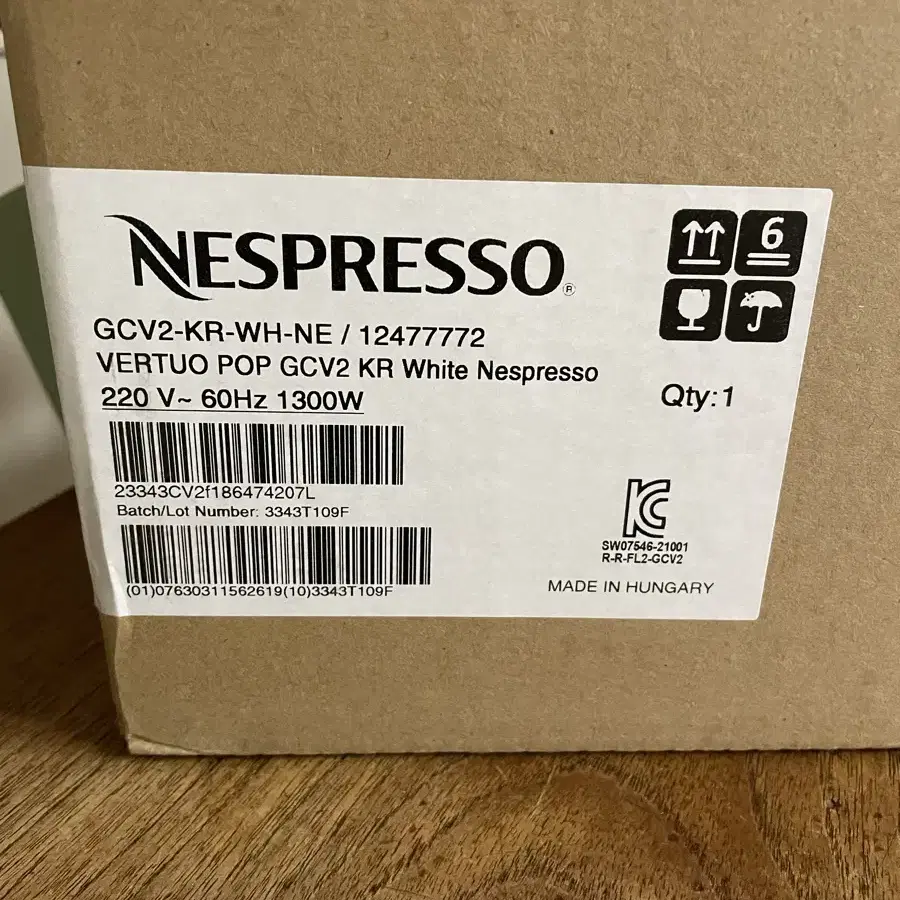 NESPRESSO®
GCV2-KR-WH-NE / 12477772
VERTUO POP GCV2 KR White Nespresso
220 V~ 60Hz 1300W
23343CV2f186474207L
Batch/Lot Number: 3343T109F
(01)07630311562619(10)3343T109F
6
Qty:1
KC
SW07546-21001
R-R-FL2-GCV2
MADE IN HUNGARY